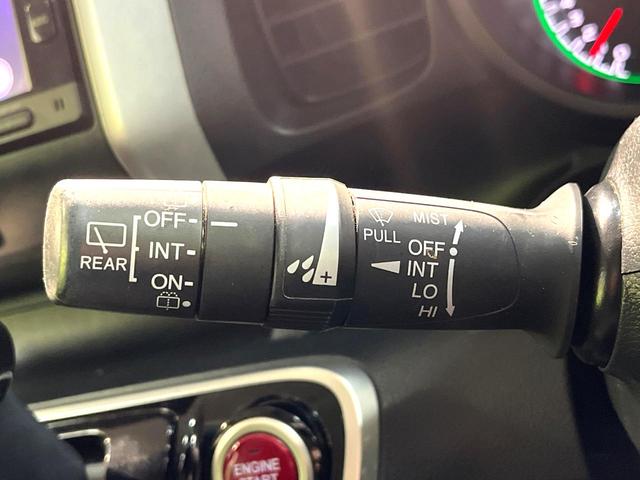 REAR
OFF
INT
ON
+
PULL
MIST
OFF
INT
LO
HI
ENGINE
START